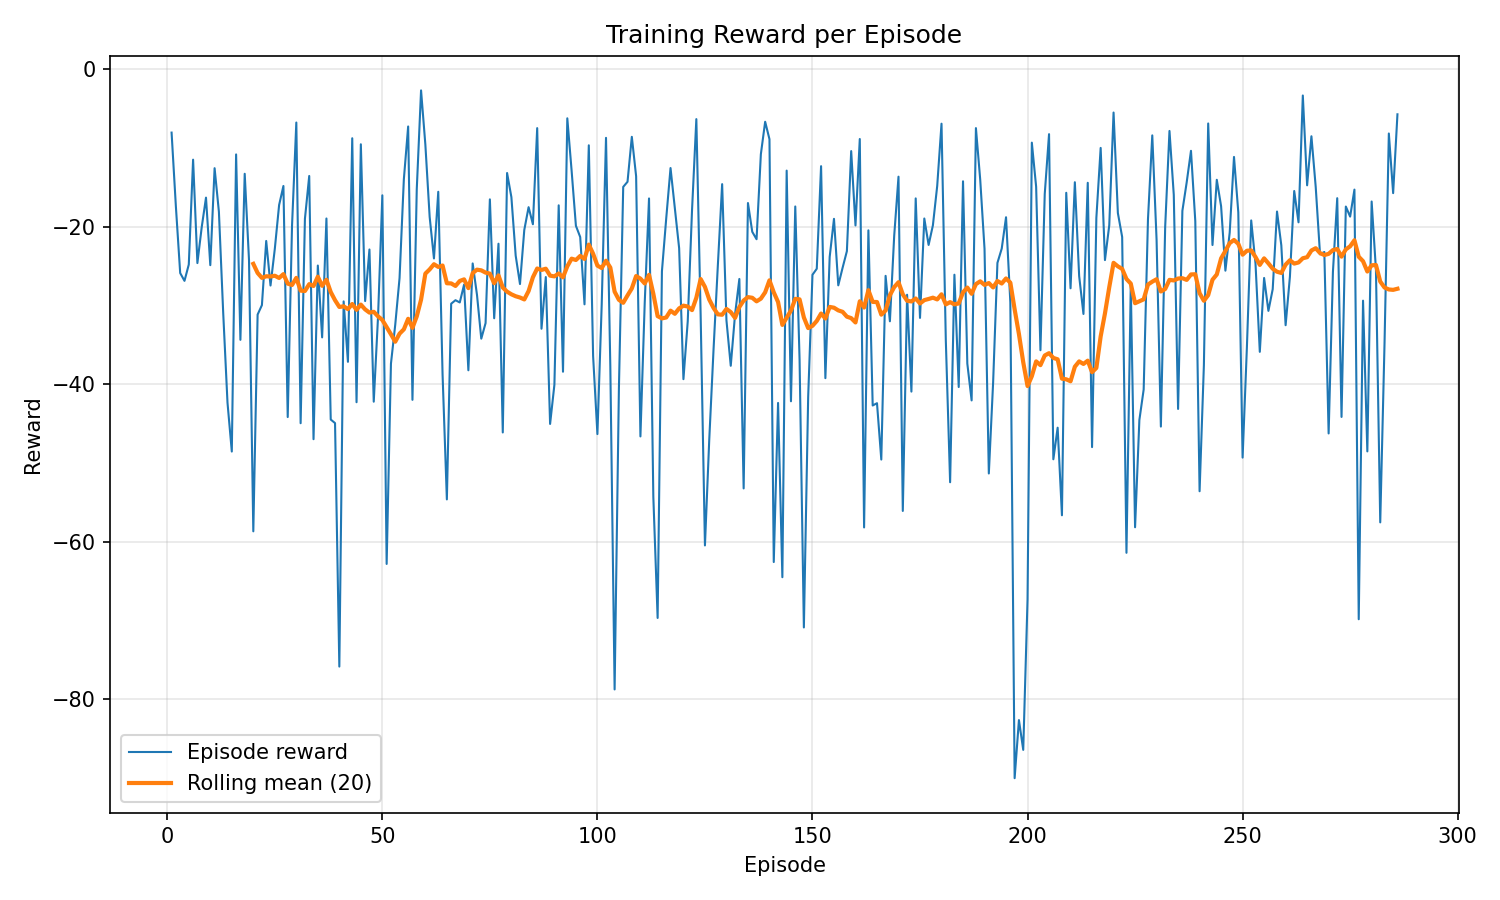 Training Reward per Episode
0
−20
−40
−60
−80
Reward
Episode reward
Rolling mean (20)
0
50
100
150
200
250
300
Episode